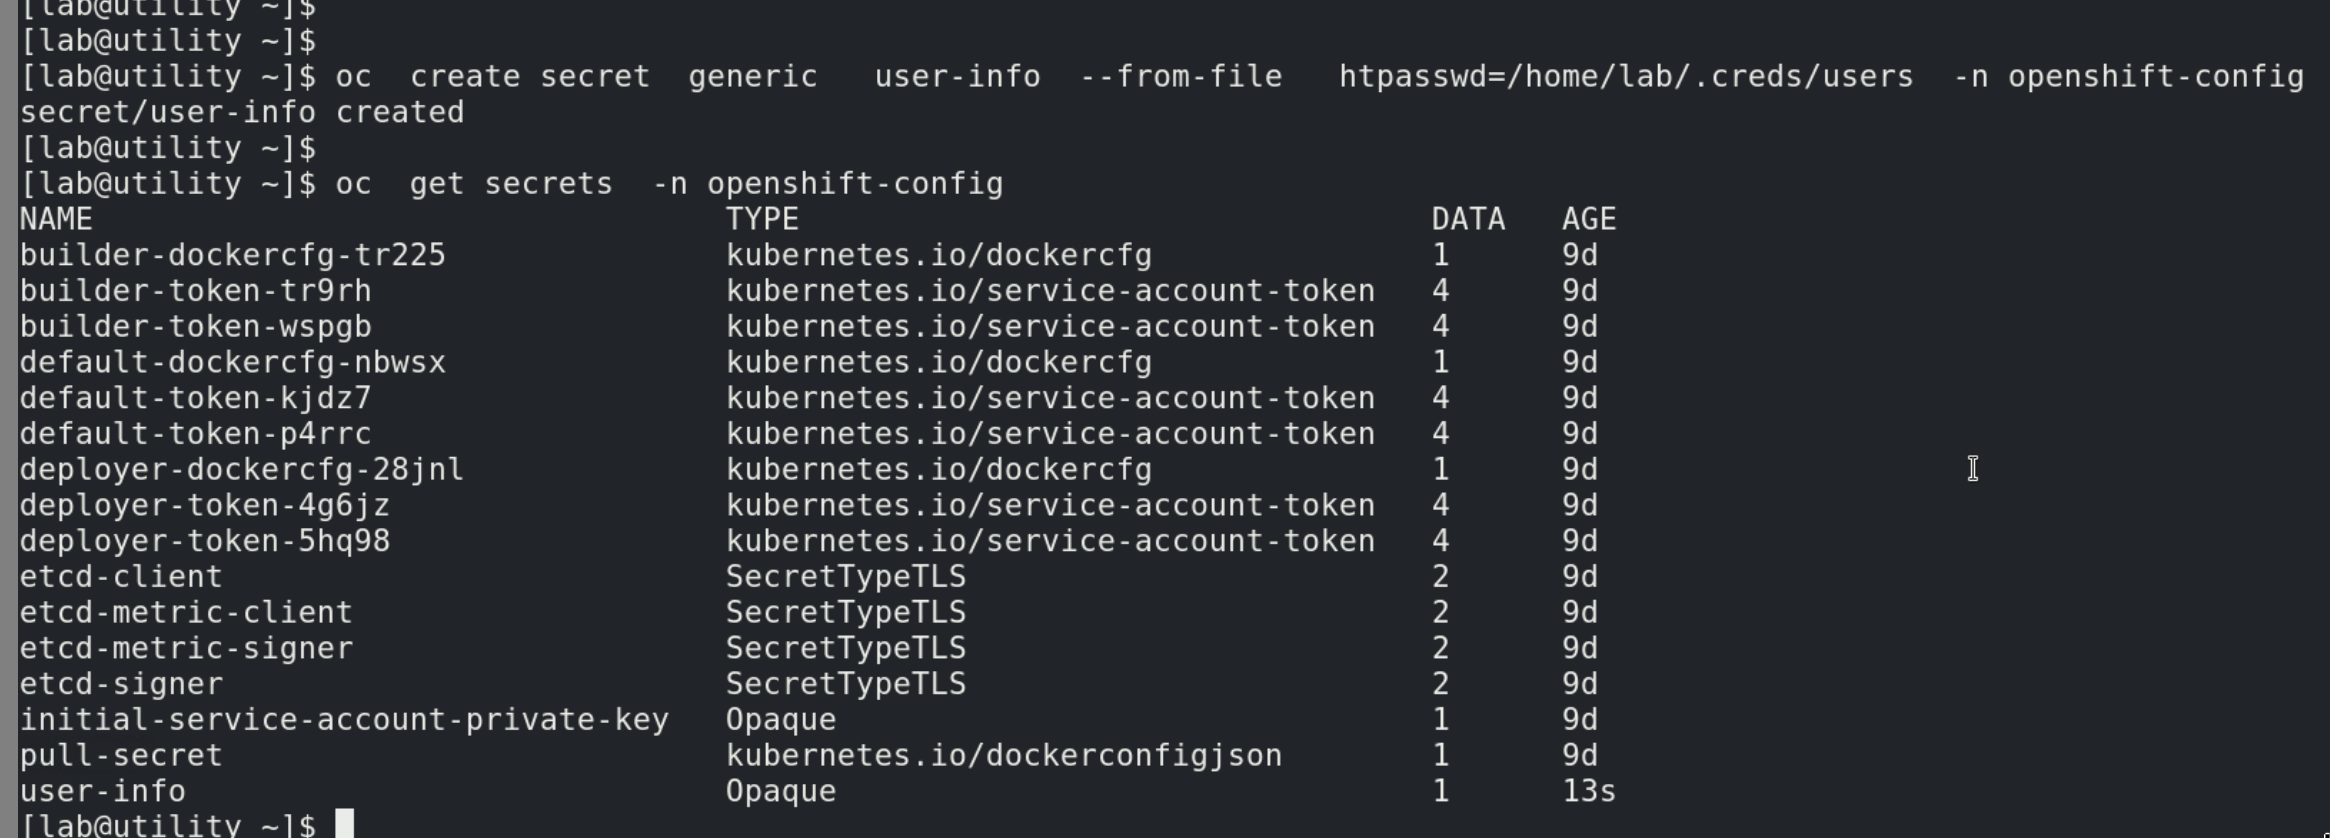 [lab@utility ~]$
[lab@utility ~]$
[lab@utility ~]$ oc  create secret  generic   user-info  --from-file   htpasswd=/home/lab/.creds/users  -n openshift-config
secret/user-info created
[lab@utility ~]$
[lab@utility ~]$ oc  get secrets  -n openshift-config
NAME                                  TYPE                                  DATA   AGE
builder-dockercfg-tr225               kubernetes.io/dockercfg               1      9d
builder-token-tr9rh                   kubernetes.io/service-account-token   4      9d
builder-token-wspgb                   kubernetes.io/service-account-token   4      9d
default-dockercfg-nbwsx               kubernetes.io/dockercfg               1      9d
default-token-kjdz7                   kubernetes.io/service-account-token   4      9d
default-token-p4rrc                   kubernetes.io/service-account-token   4      9d
deployer-dockercfg-28jnl              kubernetes.io/dockercfg               1      9d
deployer-token-4g6jz                  kubernetes.io/service-account-token   4      9d
deployer-token-5hq98                  kubernetes.io/service-account-token   4      9d
etcd-client                           SecretTypeTLS                         2      9d
etcd-metric-client                    SecretTypeTLS                         2      9d
etcd-metric-signer                    SecretTypeTLS                         2      9d
etcd-signer                           SecretTypeTLS                         2      9d
initial-service-account-private-key   Opaque                                1      9d
pull-secret                           kubernetes.io/dockerconfigjson        1      9d
user-info                             Opaque                                1      13s
[lab@utility ~]$